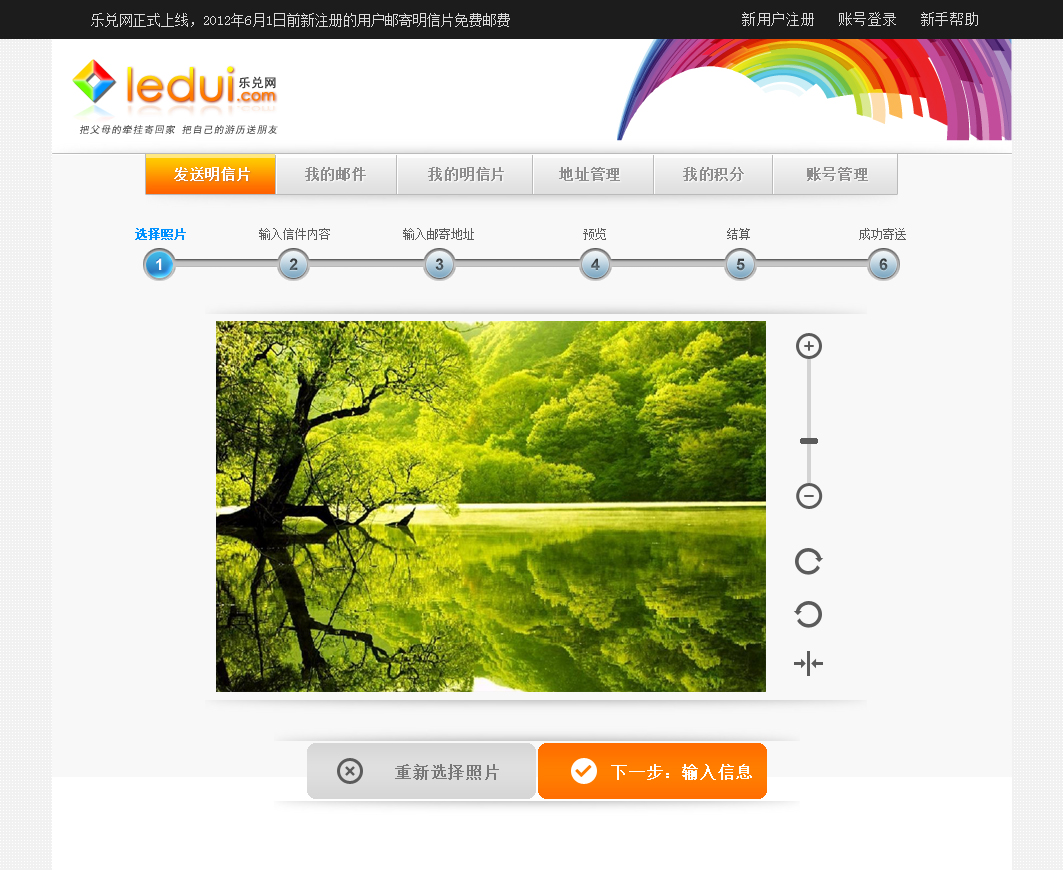 乐兑网正式上线，2012年6月1日前新注册的用户邮寄明信片免费邮费
新用户注册 账号登录 新手帮助
ledui.com 乐兑网
把父母的牵挂寄回家 把自己的游历送朋友
发送明信片 我的邮件 我的明信片 地址管理 我的积分 账号管理
选择照片 输入信件内容 输入邮寄地址 预览 结算 成功寄送
1 2 3 4 5 6
重新选择照片 下一步：输入信息